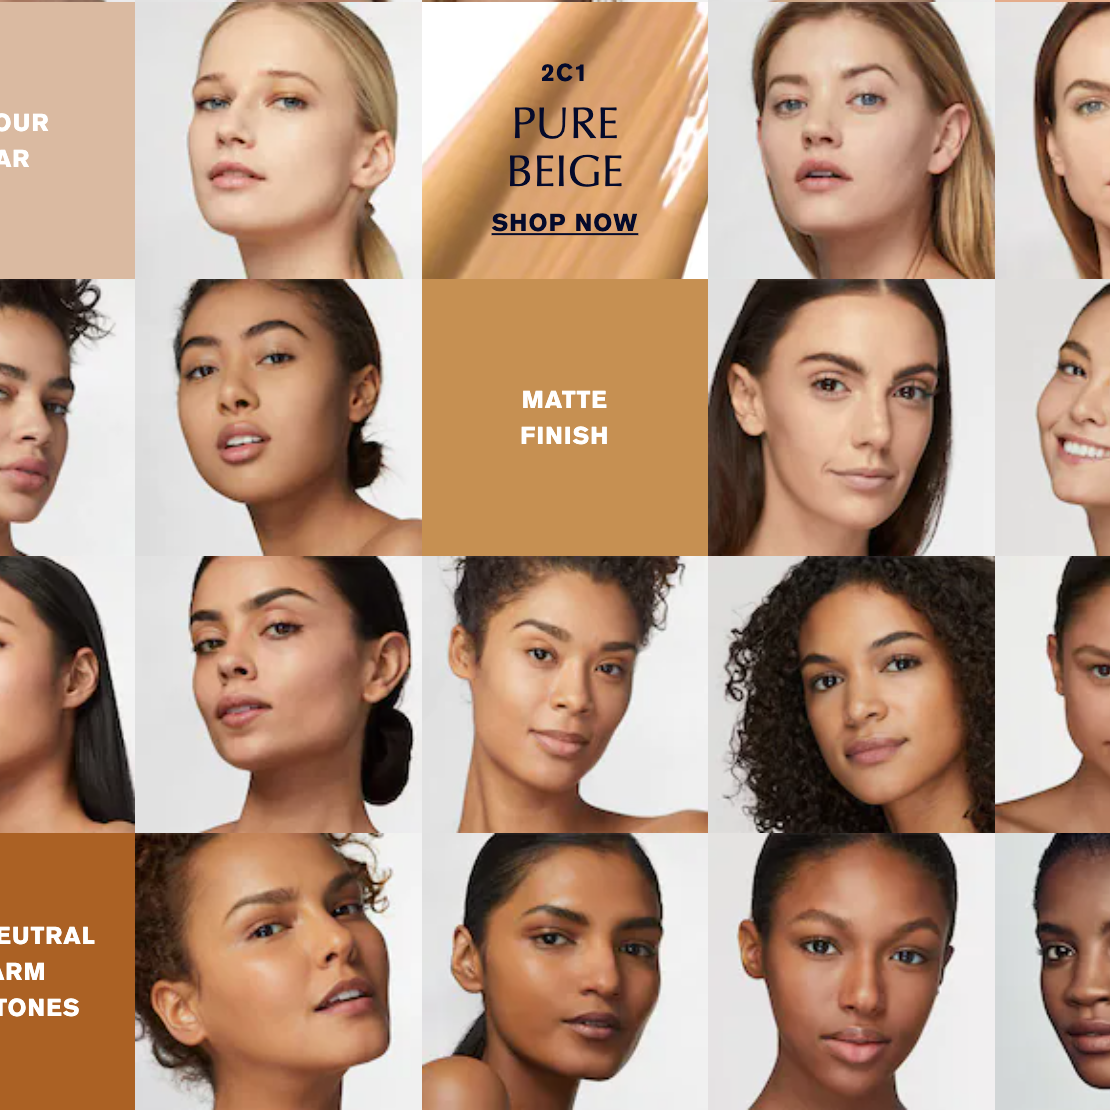 OUR
AR
2C1
PURE
BEIGE
SHOP NOW
MATTE
FINISH
EUTRAL
ARM
TONES